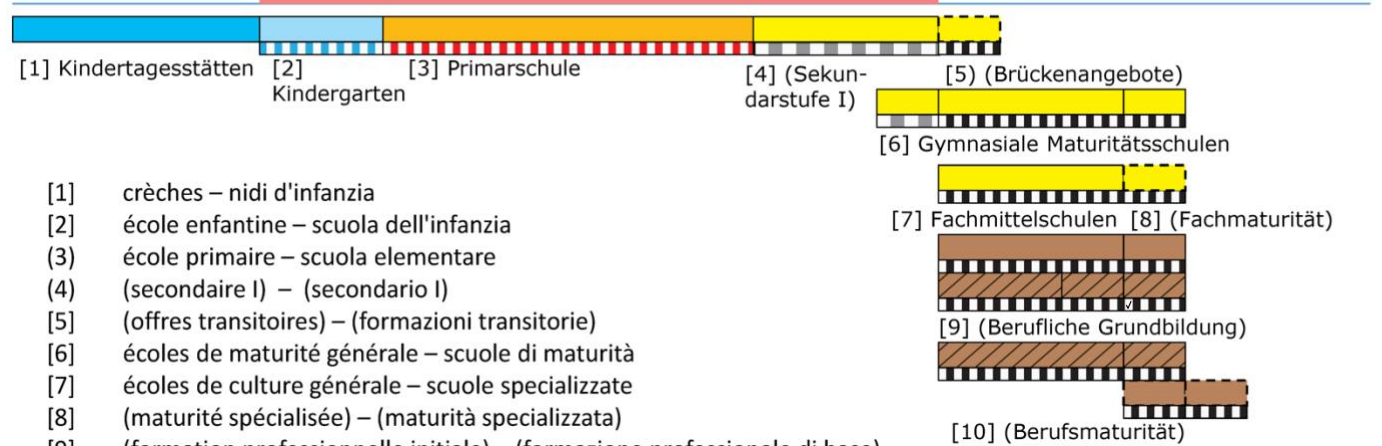 [1] Kindertagesstätten
[2]
Kindergarten
[3] Primarschule
[4] (Sekun-
darstufe I)
[5) (Brückenangebote)
[6] Gymnasiale Maturitätsschulen
[7] Fachmittelschulen [8] (Fachmaturität)
[9] (Berufliche Grundbildung)
[10] (Berufsmaturität)
[1] crèches – nidi d'infanzia
[2] école enfantine – scuola dell'infanzia
(3) école primaire – scuola elementare
(4) (secondaire I) – (secondario I)
[5] (offres transitoires) – (formazioni transitorie)
[6] écoles de maturité générale – scuole di maturità
[7] écoles de culture générale – scuole specializzate
[8] (maturité spécialisée) – (maturità specializzata)